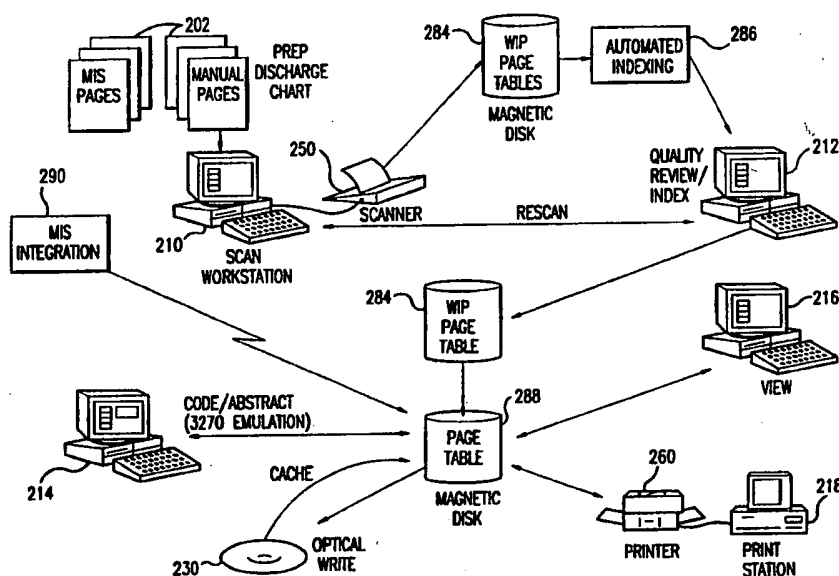 202
MIS
PAGES
MANUAL
PAGES
PREP
DISCHARGE
CHART
284
WIP
PAGE
TABLES
MAGNETIC
DISK
AUTOMATED
INDEXING
286
250
SCANNER
210
SCAN
WORKSTATION
RESCAN
QUALITY
REVIEW/
INDEX
212
290
MIS
INTEGRATION
284
WIP
PAGE
TABLE
216
VIEW
CODE/ABSTRACT
(3270 EMULATION)
214
288
PAGE
TABLE
MAGNETIC
DISK
CACHE
230
OPTICAL
WRITE
260
PRINTER
218
PRINT
STATION